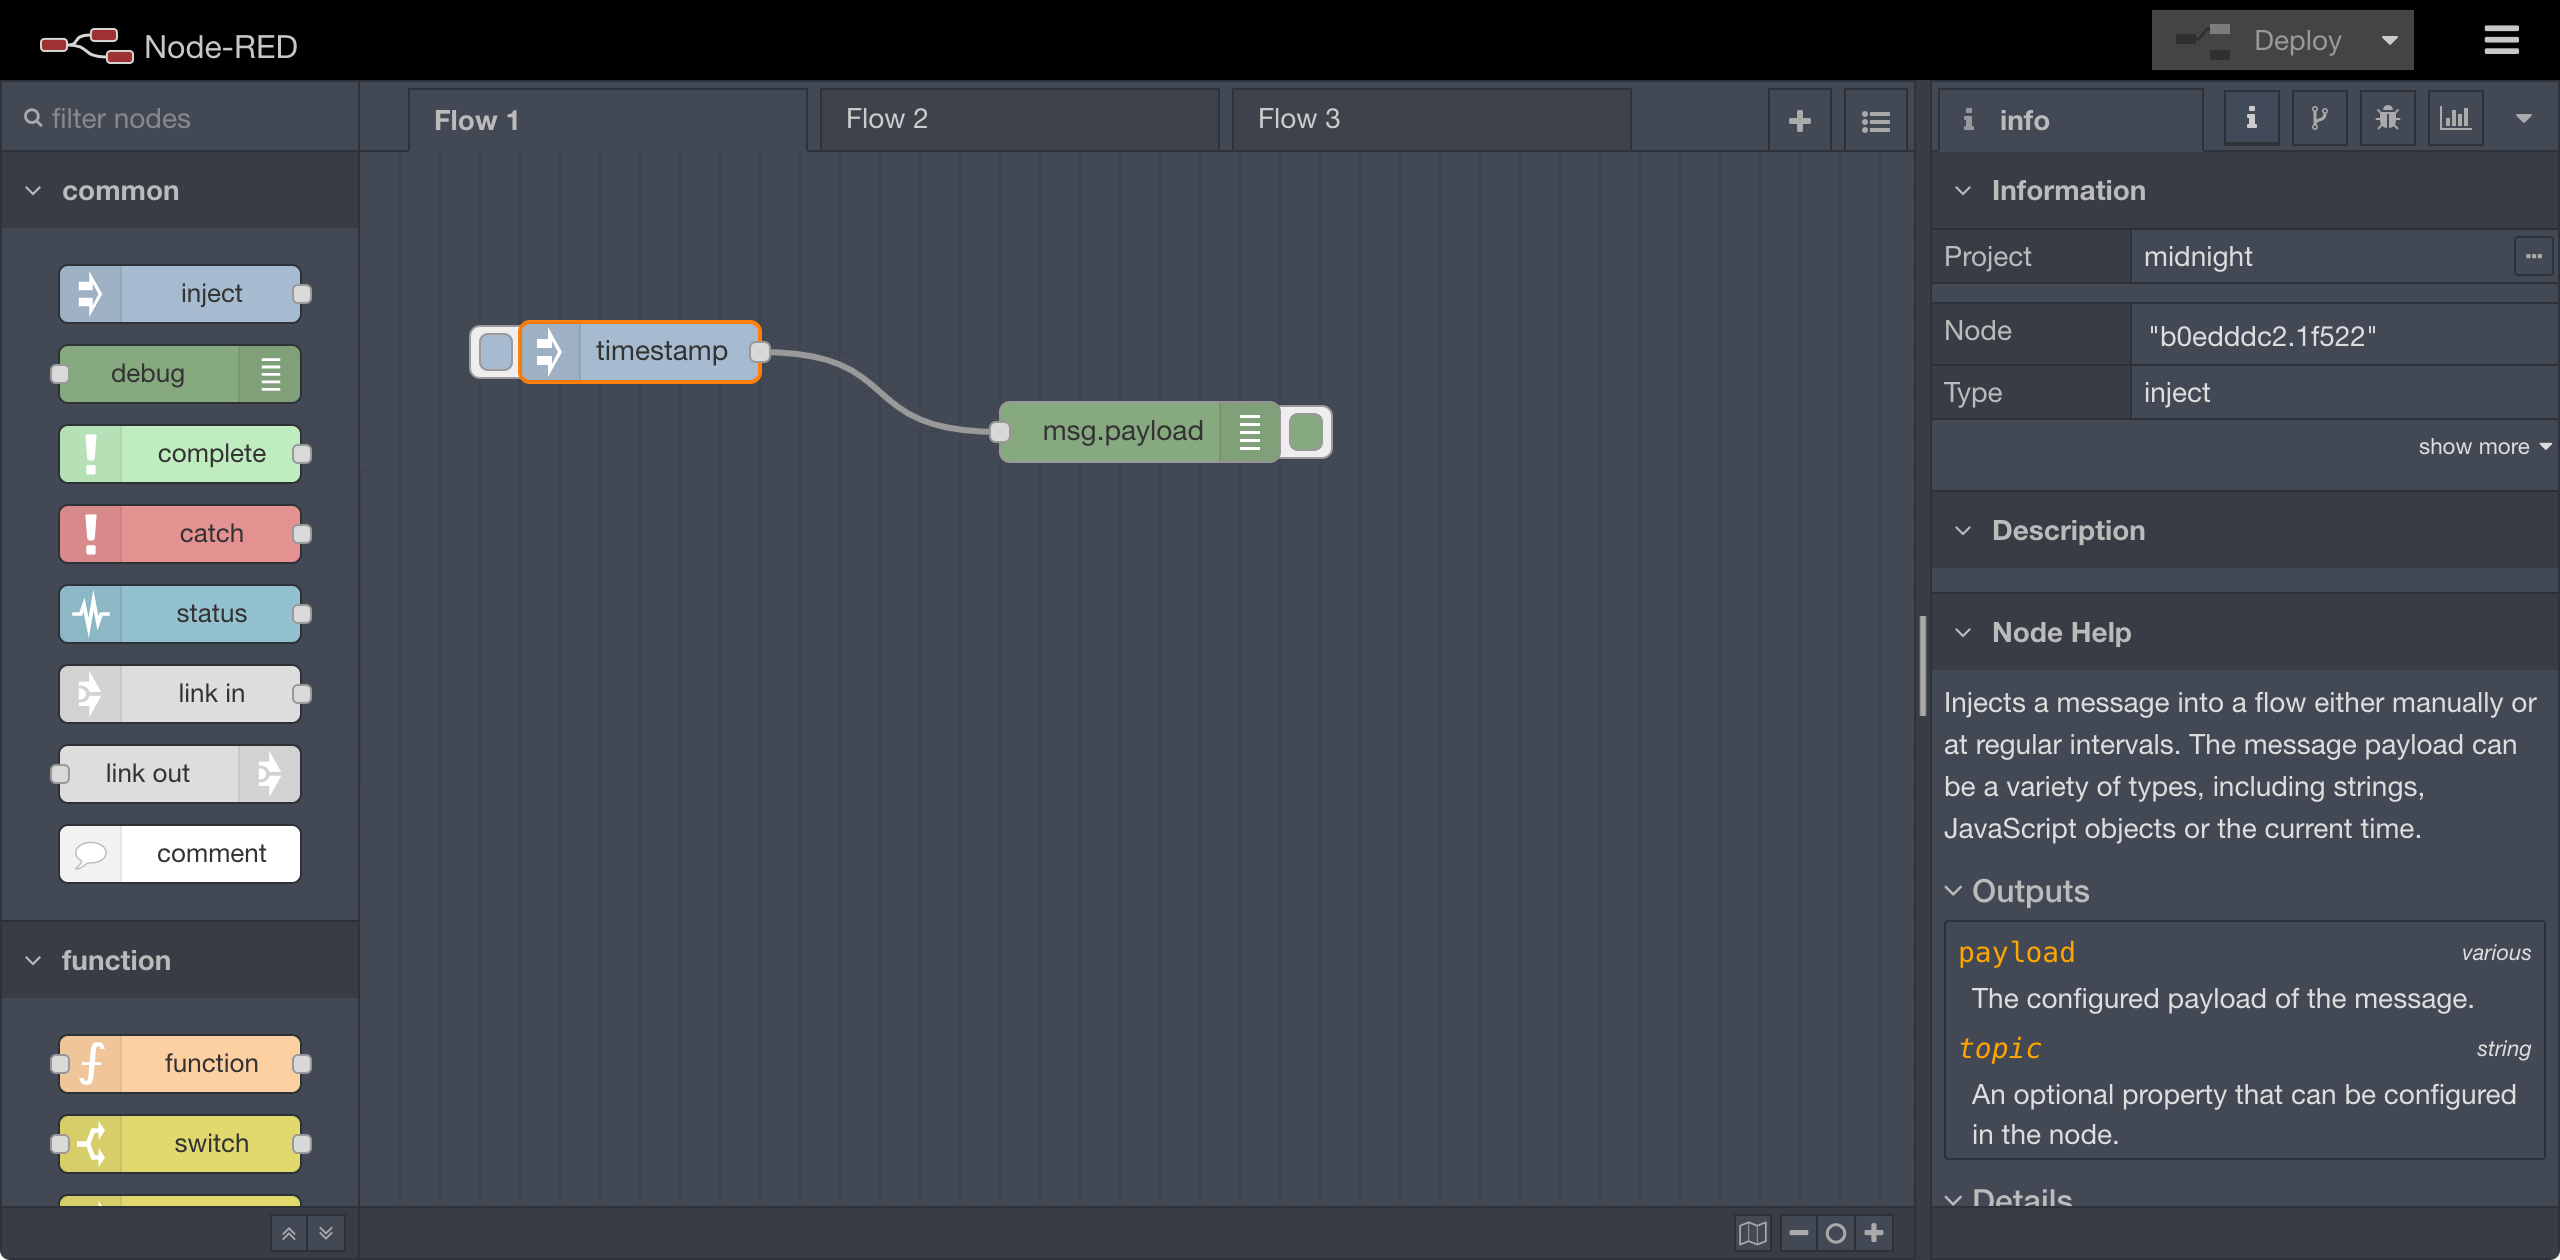 Node-RED
Deploy
filter nodes
Flow 1
Flow 2
Flow 3
info
common
inject
debug
complete
catch
status
link in
link out
comment
function
function
switch
timestamp
msg.payload
Information
Project
midnight
Node
"b0edddc2.1f522"
Type
inject
show more
Description
Node Help
Injects a message into a flow either manually or
at regular intervals. The message payload can
be a variety of types, including strings,
JavaScript objects or the current time.
Outputs
payload
various
The configured payload of the message.
topic
string
An optional property that can be configured
in the node.
Details